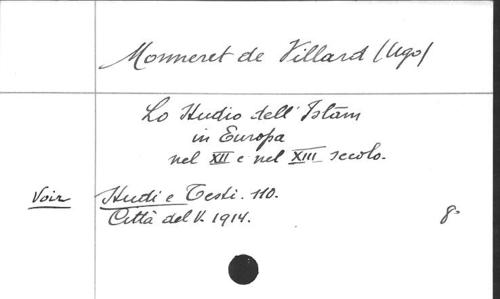 Monneret de Villard (Ugo)
Lo Studio dell'Islām
in Europa
nel XII e nel XIII secolo.
Voir Studi e Testi. 110.
Città del V. 1914. 8°